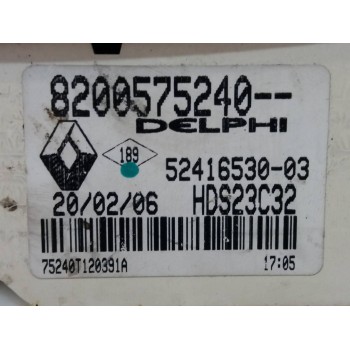 8200575240--
DELPHI
189
52416530-03
20/02/06 HDS23C32
75240T120391A 17:05